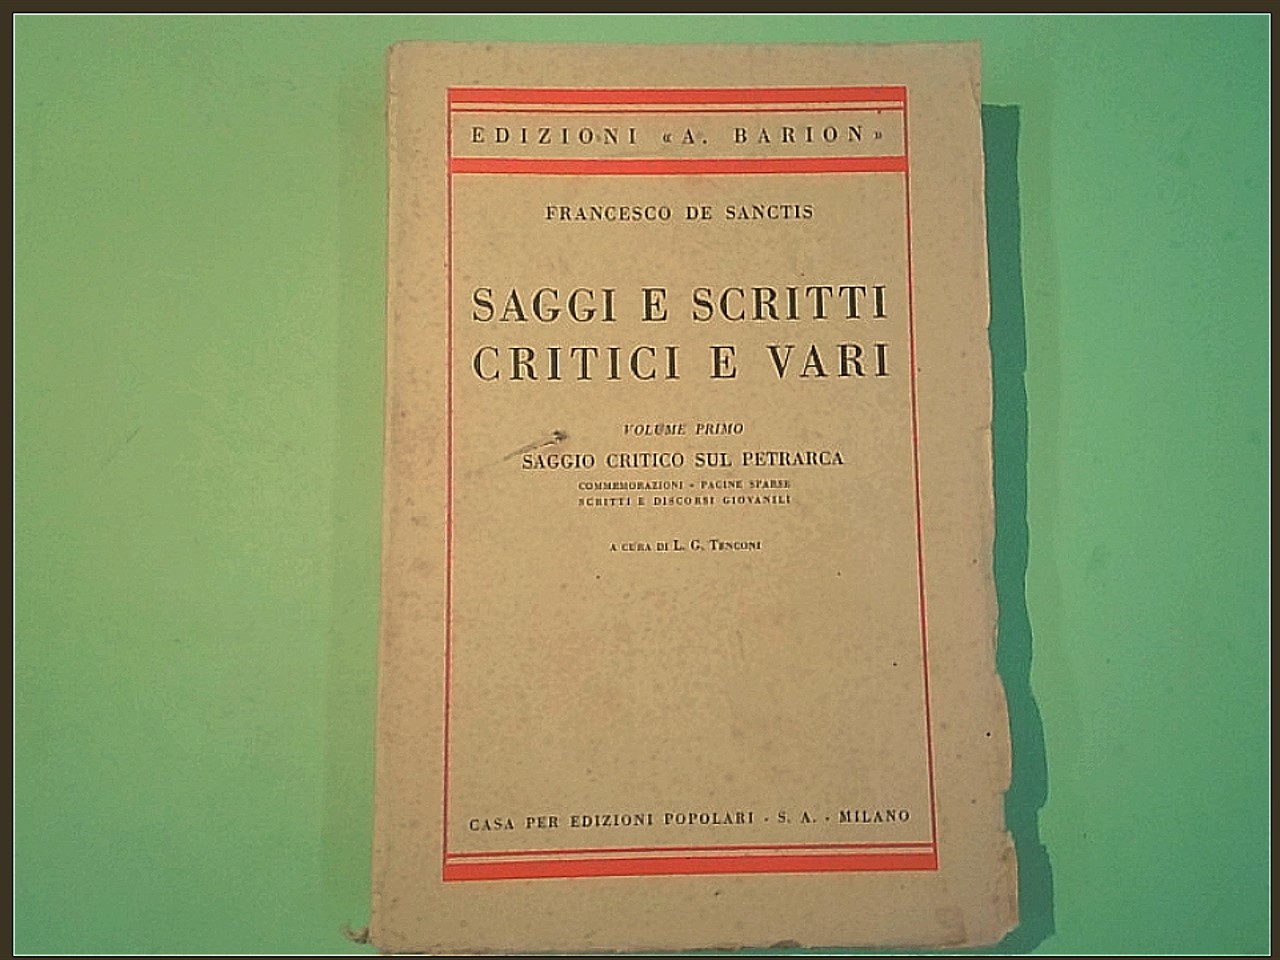 EDIZIONI «A. BARION»
FRANCESCO DE SANCTIS
SAGGI E SCRITTI
CRITICI E VARI
VOLUME PRIMO
SAGGIO CRITICO SUL PETRARCA
COMMEMORAZIONI - PAGINE SPARSE
SCRITTI E DISCORSI GIOVANILI
A CURA DI L. G. TENCONI
CASA PER EDIZIONI POPOLARI - S. A. - MILANO